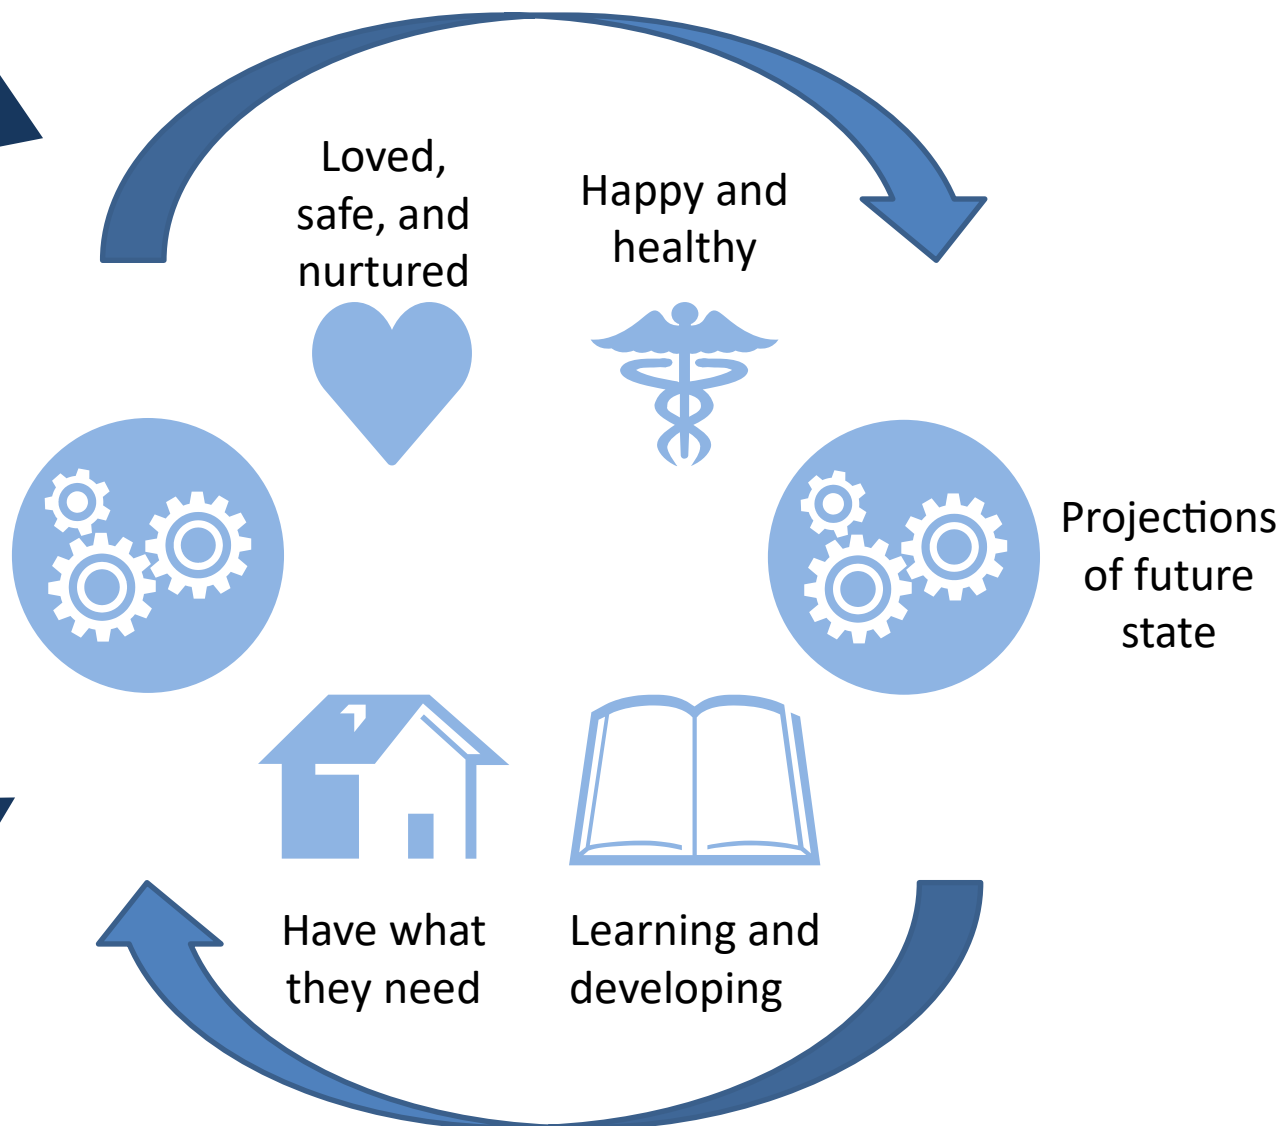 Loved,
safe, and
nurtured
Happy and
healthy
Projections
of future
state
Have what
they need
Learning and
developing